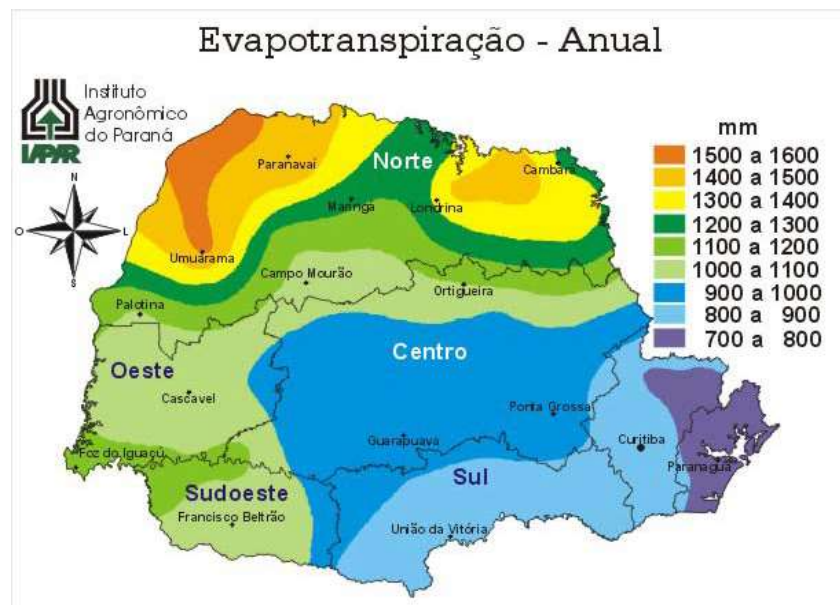 Evapotranspiração - Anual
Instituto
Agronômico
do Paraná
IAPAR
N
O
L
S
mm
1500 a 1600
1400 a 1500
1300 a 1400
1200 a 1300
1100 a 1200
1000 a 1100
900 a 1000
800 a 900
700 a 800
Norte
Paranavaí
Cambará
Maringá
Londrina
Umuarama
Campo Mourão
Ortigueira
Palotina
Centro
Oeste
Cascavel
Ponta Grossa
Guarapuava
Curitiba
Foz do Iguaçú
Paranaguá
Sul
Sudoeste
Francisco Beltrão
União da Vitória